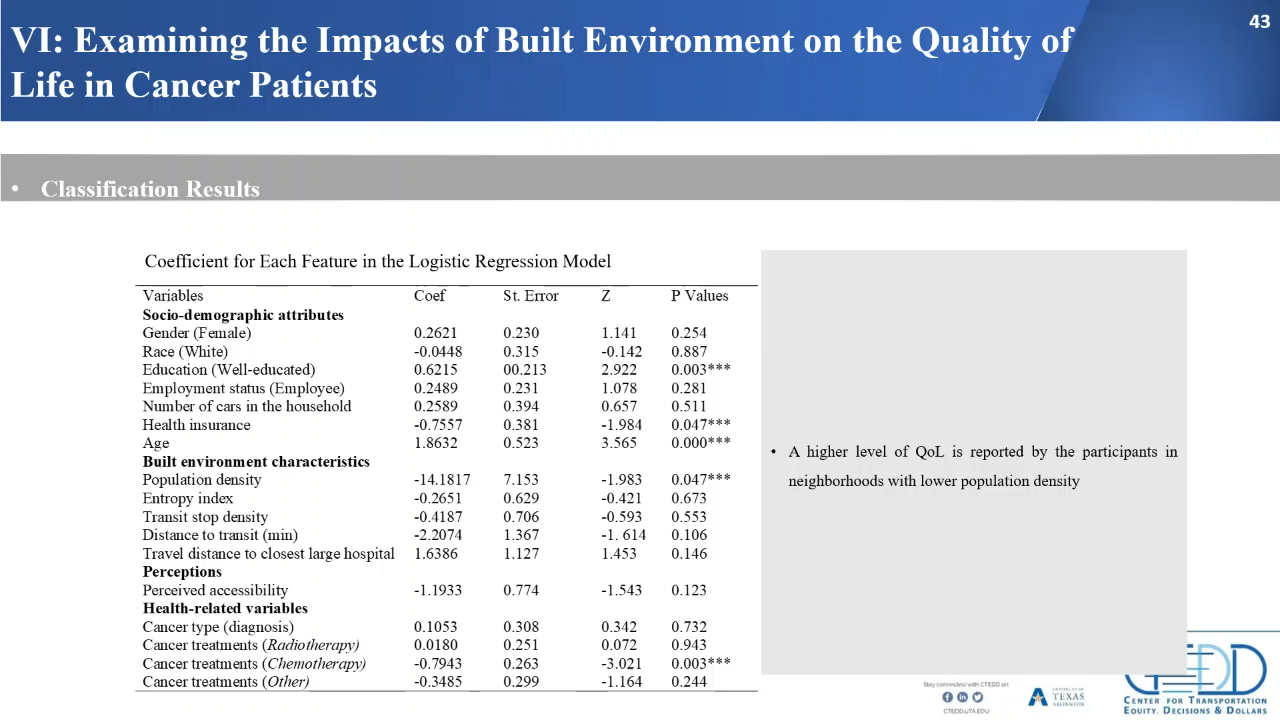 43
VI: Examining the Impacts of Built Environment on the Quality of
Life in Cancer Patients
• Classification Results
Coefficient for Each Feature in the Logistic Regression Model
Variables Coef St. Error Z P Values
Socio-demographic attributes
Gender (Female) 0.2621 0.230 1.141 0.254
Race (White) -0.0448 0.315 -0.142 0.887
Education (Well-educated) 0.6215 00.213 2.922 0.003***
Employment status (Employee) 0.2489 0.231 1.078 0.281
Number of cars in the household 0.2589 0.394 0.657 0.511
Health insurance -0.7557 0.381 -1.984 0.047***
Age 1.8632 0.523 3.565 0.000***
Built environment characteristics
Population density -14.1817 7.153 -1.983 0.047***
Entropy index -0.2651 0.629 -0.421 0.673
Transit stop density -0.4187 0.706 -0.593 0.553
Distance to transit (min) -2.2074 1.367 -1. 614 0.106
Travel distance to closest large hospital 1.6386 1.127 1.453 0.146
Perceptions
Perceived accessibility -1.1933 0.774 -1.543 0.123
Health-related variables
Cancer type (diagnosis) 0.1053 0.308 0.342 0.732
Cancer treatments (Radiotherapy) 0.0180 0.251 0.072 0.943
Cancer treatments (Chemotherapy) -0.7943 0.263 -3.021 0.003***
Cancer treatments (Other) -0.3485 0.299 -1.164 0.244
• A higher level of QoL is reported by the participants in
neighborhoods with lower population density
Stay connected with CTEDD on
CTEDD.UTA.EDU
UNIVERSITY OF
TEXAS
ARLINGTON
CTEDD
CENTER FOR TRANSPORTATION
EQUITY, DECISIONS & DOLLARS